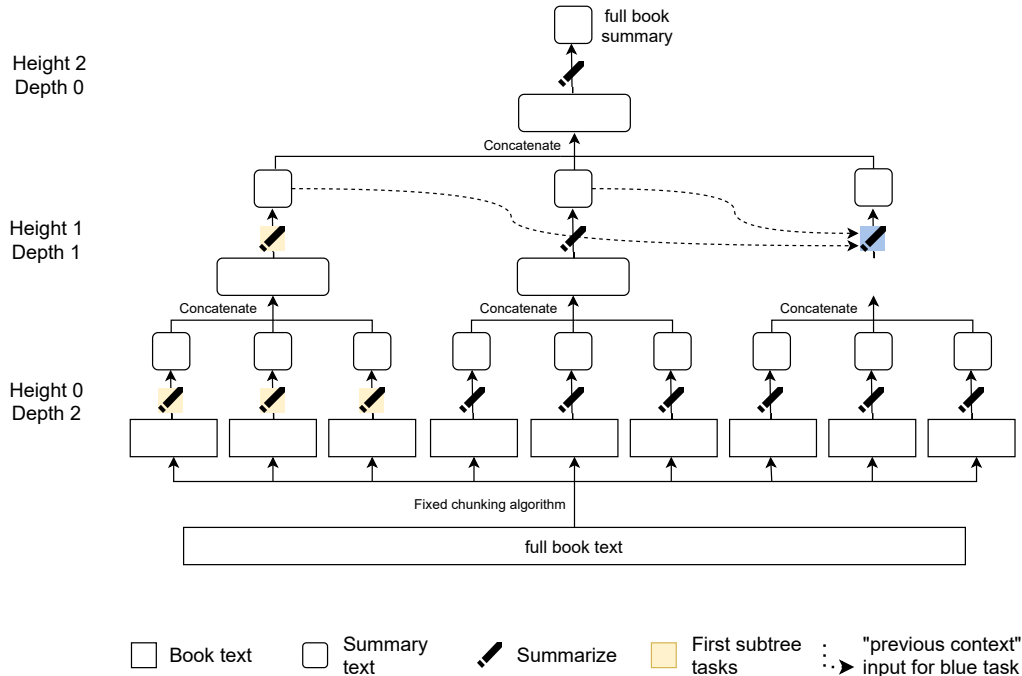 full book
summary
Height 2
Depth 0
Concatenate
Height 1
Depth 1
Concatenate
Concatenate
Concatenate
Height 0
Depth 2
Fixed chunking algorithm
full book text
Book text
Summary
text
Summarize
First subtree
tasks
"previous context"
input for blue task